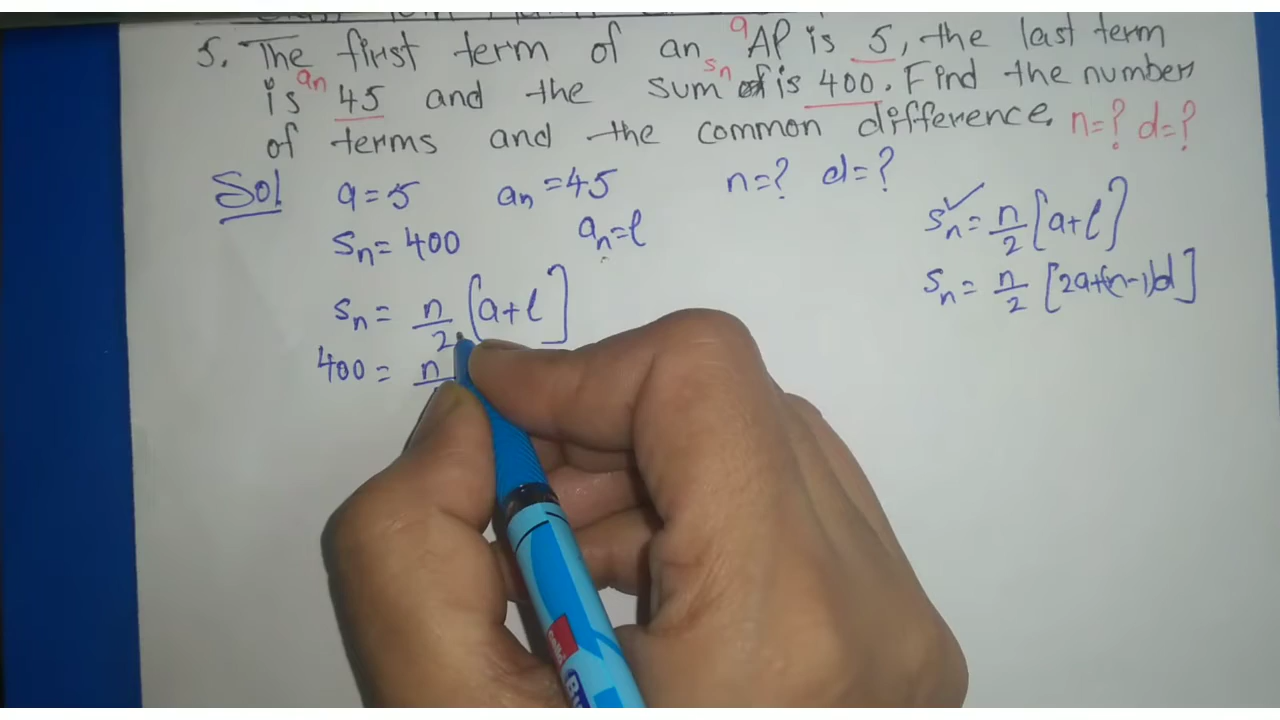 5. The first term of an AP is 5, the last term
is 45 and the sum of is 400. Find the number
of terms and the common difference. n=? d=?
a
an
sn
Sol a=5 an=45 n=? d=?
Sn=400 an=l
Sn= n/2 [a+l]
Sn= n/2 [2a+(n-1)d]
Sn= n/2 [a+l]
400= n